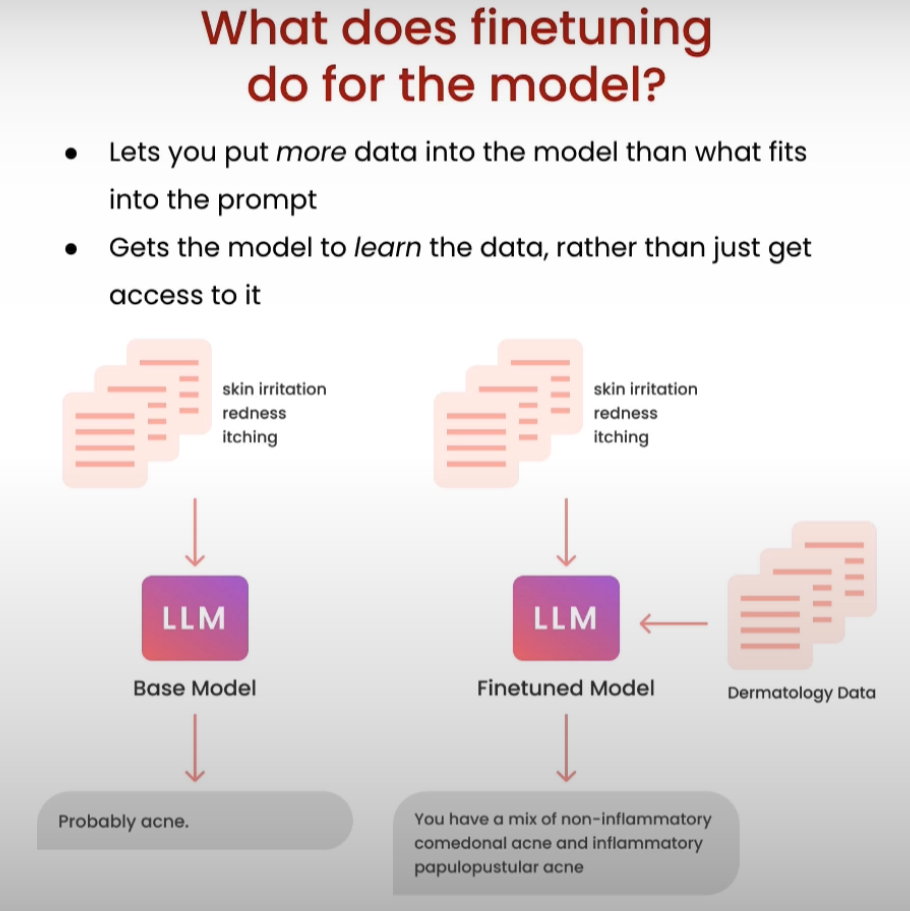 What does finetuning
do for the model?
● Lets you put more data into the model than what fits
into the prompt
● Gets the model to learn the data, rather than just get
access to it
skin irritation
redness
itching
skin irritation
redness
itching
LLM
LLM
Base Model
Finetuned Model
Dermatology Data
Probably acne.
You have a mix of non-inflammatory
comedonal acne and inflammatory
papulopustular acne